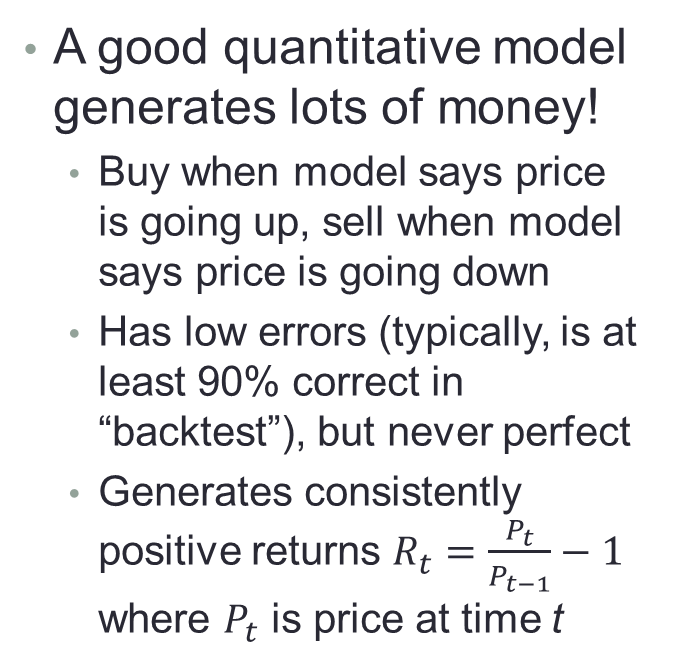 • A good quantitative model
generates lots of money!
• Buy when model says price
is going up, sell when model
says price is going down
• Has low errors (typically, is at
least 90% correct in
“backtest”), but never perfect
• Generates consistently
positive returns R_t = P_t / P_{t−1} − 1
where P_t is price at time t